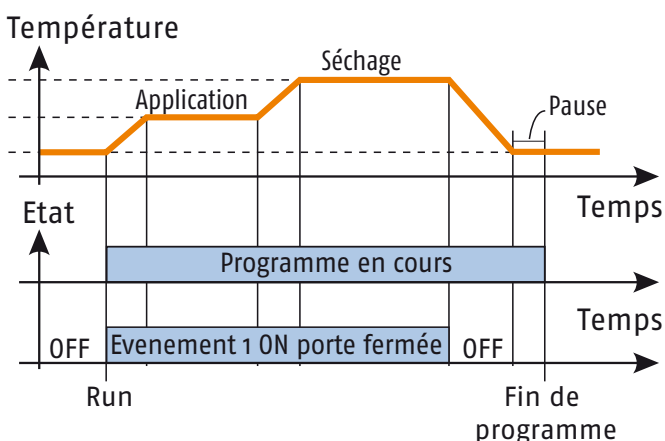 Température
Séchage
Application
Pause
Temps
Etat
Programme en cours
Temps
OFF
Evenement 1 ON porte fermée
OFF
Run
Fin de
programme